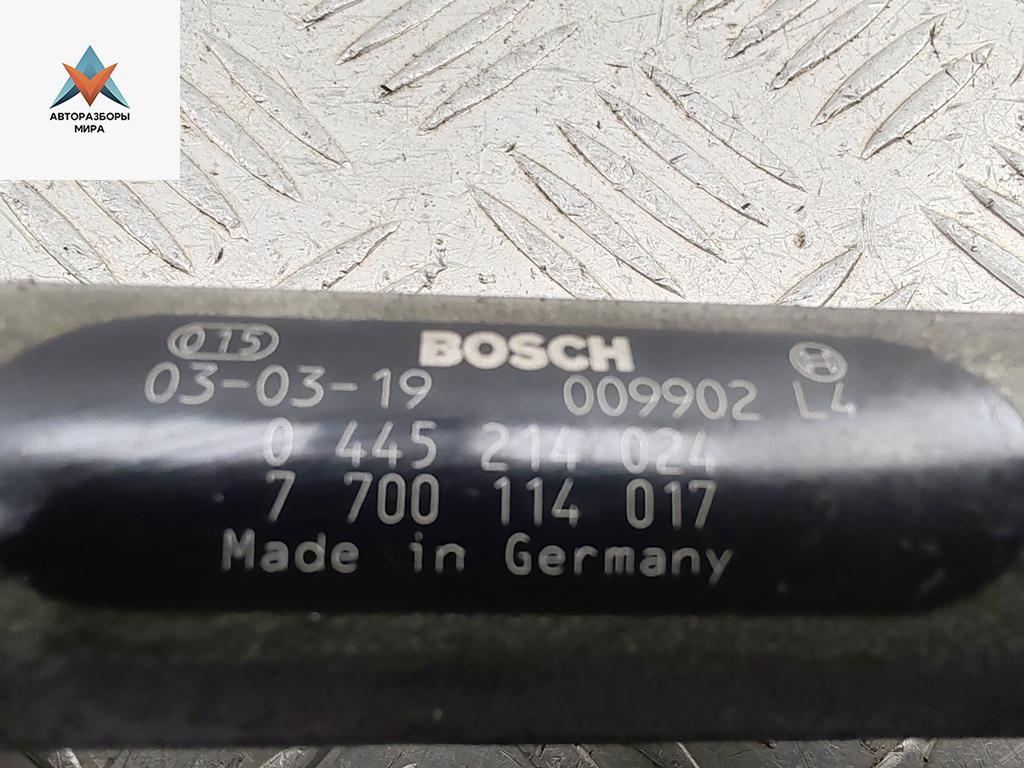 АВТОРАЗБОРЫ
МИРА
015
BOSCH
03-03-19 009902 L4
0 445 214 024
7 700 114 017
Made in Germany